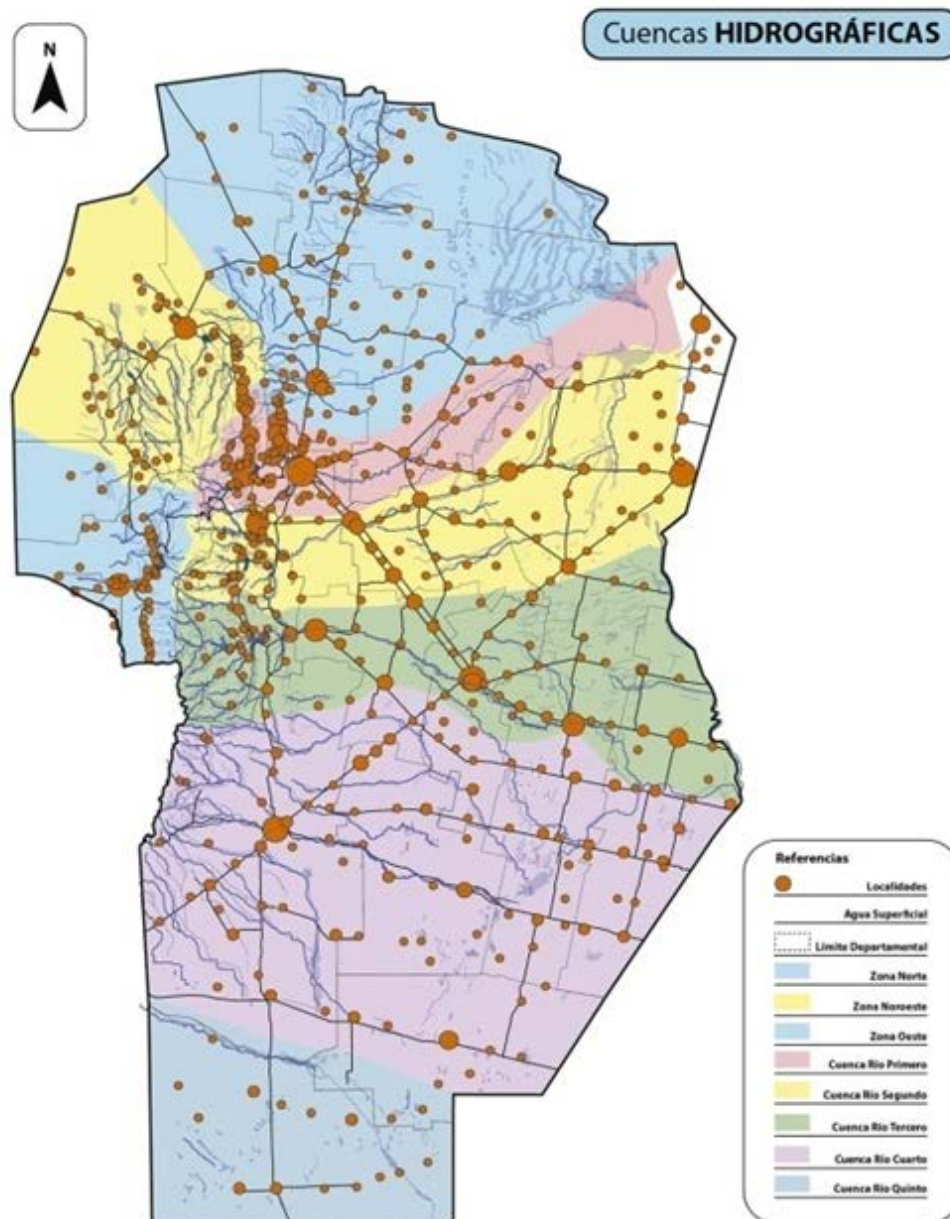 Cuencas HIDROGRÁFICAS
N
Referencias
Localidades
Agua Superficial
Límite Departamental
Zona Norte
Zona Noroeste
Zona Oeste
Cuenca Río Primero
Cuenca Río Segundo
Cuenca Río Tercero
Cuenca Río Cuarto
Cuenca Río Quinto